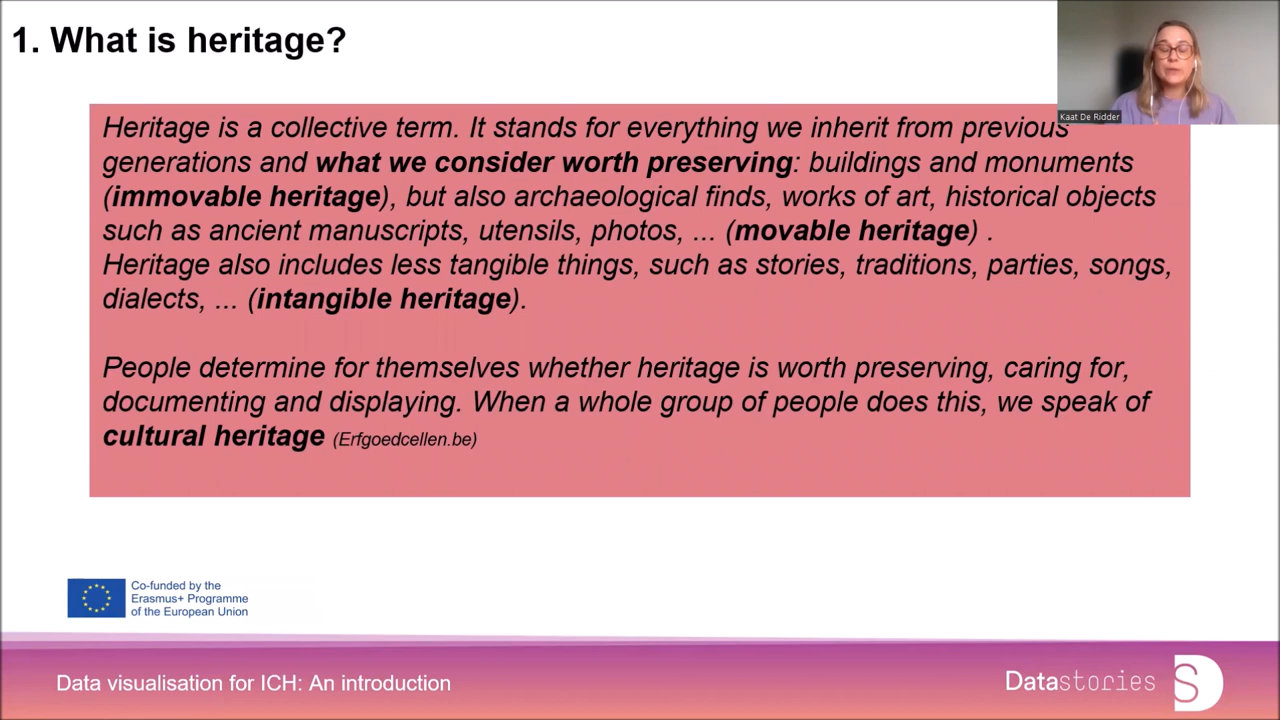 1. What is heritage?
Kaat De Ridder
Heritage is a collective term. It stands for everything we inherit from previous
generations and what we consider worth preserving: buildings and monuments
(immovable heritage), but also archaeological finds, works of art, historical objects
such as ancient manuscripts, utensils, photos, ... (movable heritage) .
Heritage also includes less tangible things, such as stories, traditions, parties, songs,
dialects, ... (intangible heritage).
People determine for themselves whether heritage is worth preserving, caring for,
documenting and displaying. When a whole group of people does this, we speak of
cultural heritage (Erfgoedcellen.be)
Co-funded by the
Erasmus+ Programme
of the European Union
Data visualisation for ICH: An introduction
Datastories
DS